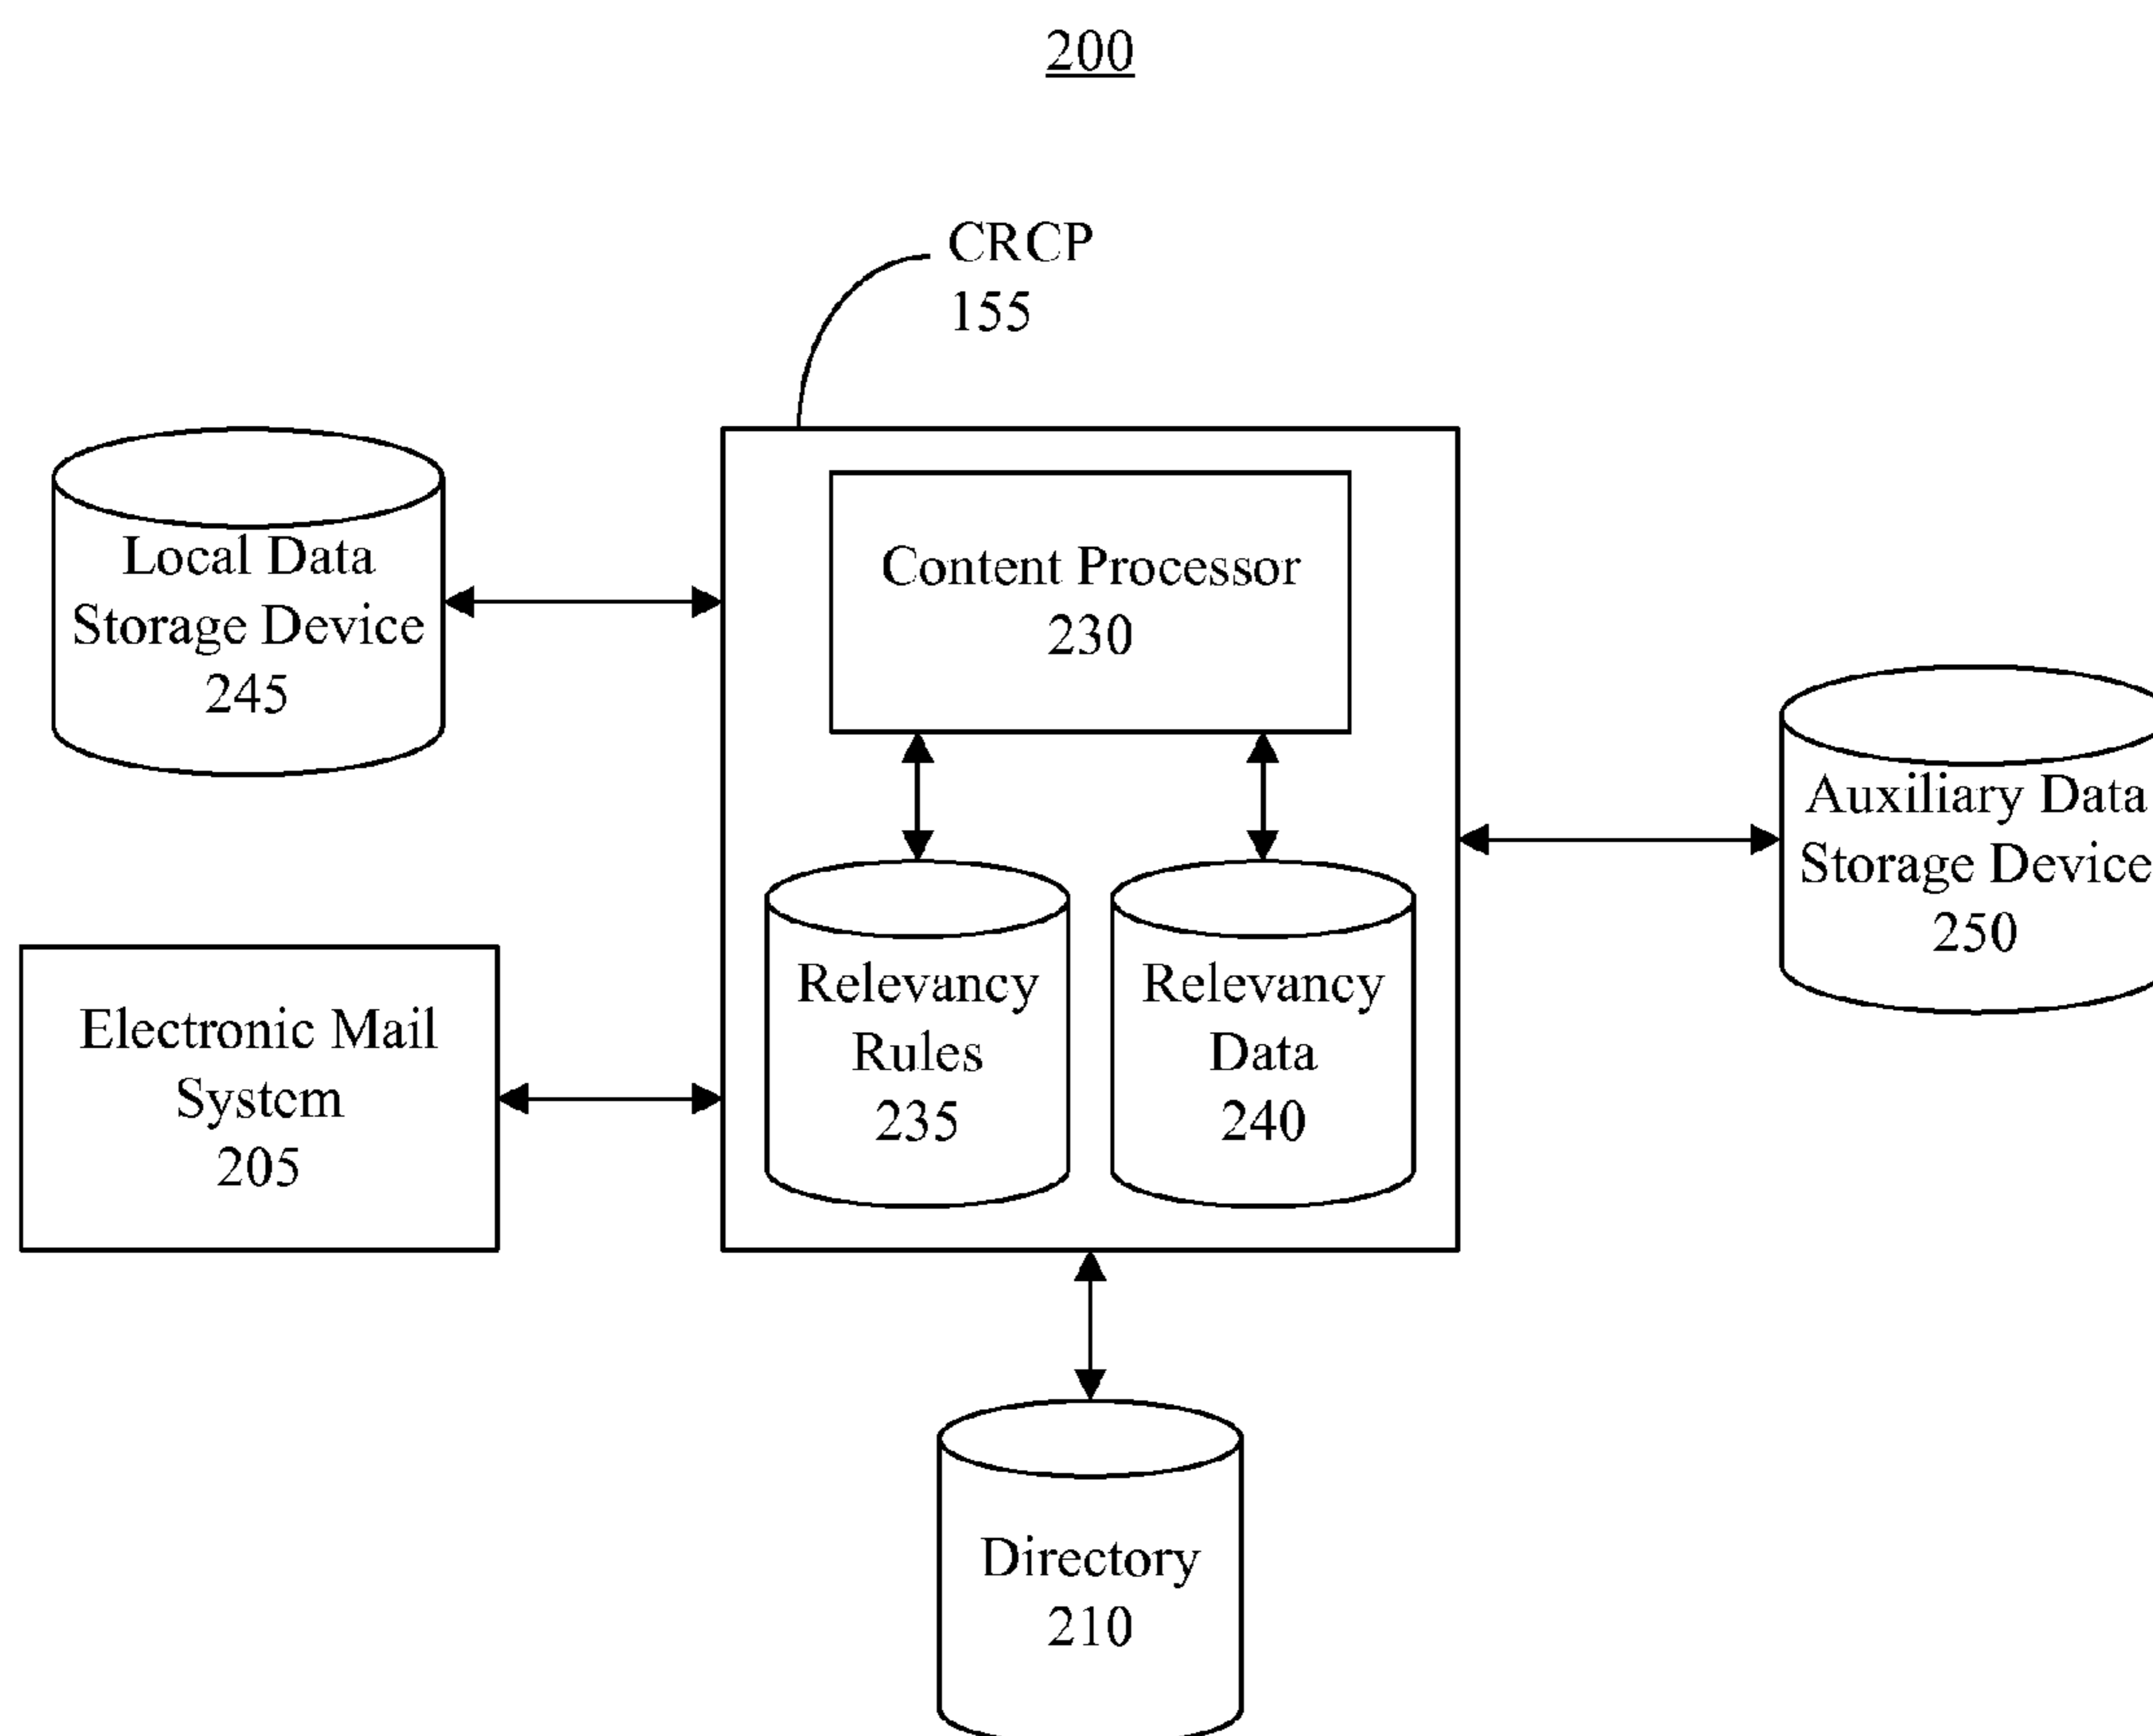 200
CRCP
155
Local Data
Storage Device
245
Content Processor
230
Auxiliary Data
Storage Device
250
Relevancy
Rules
235
Relevancy
Data
240
Electronic Mail
System
205
Directory
210